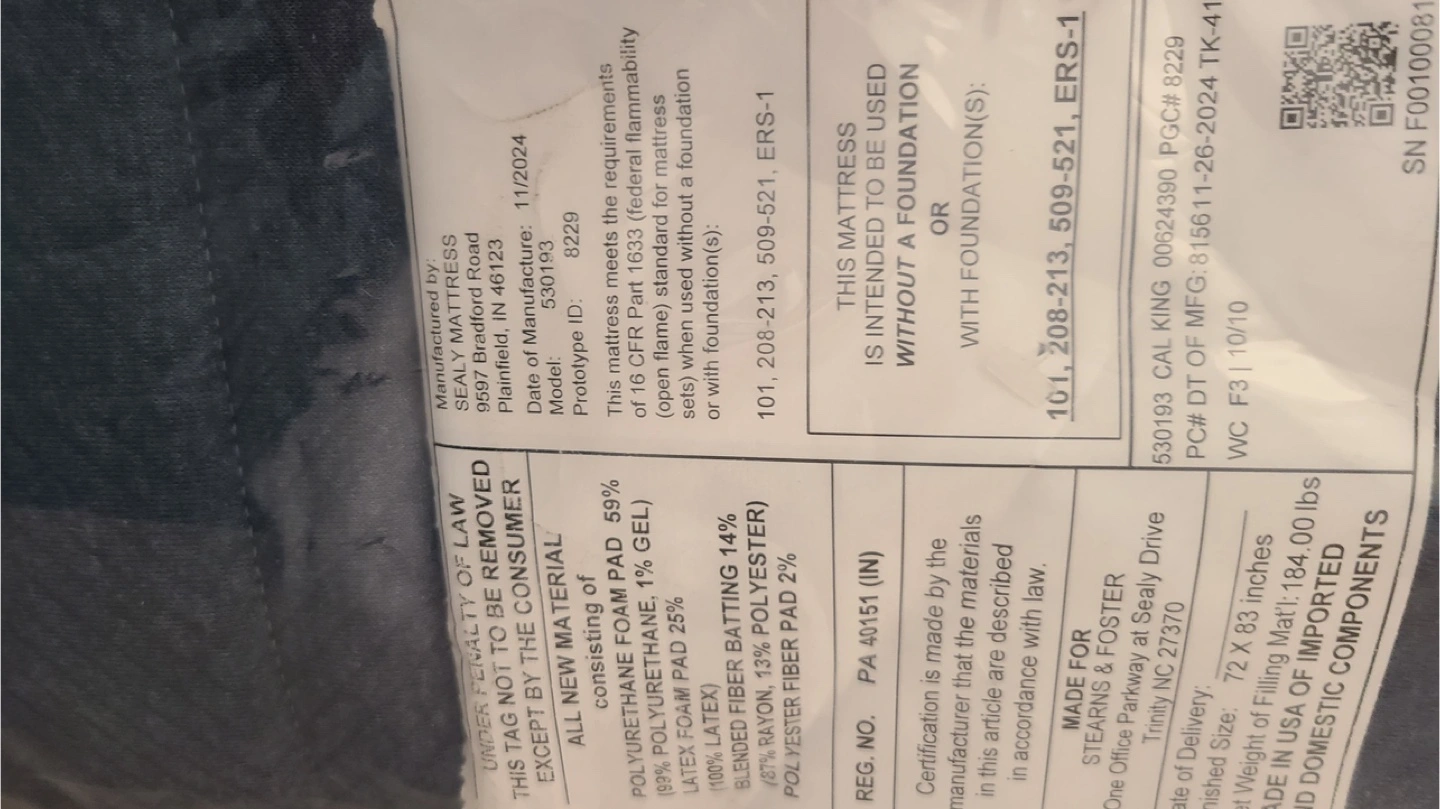 UNDER PENALTY OF LAW
THIS TAG NOT TO BE REMOVED
EXCEPT BY THE CONSUMER
ALL NEW MATERIAL
consisting of
POLYURETHANE FOAM PAD 59%
(99% POLYURETHANE, 1% GEL)
LATEX FOAM PAD 25%
(100% LATEX)
BLENDED FIBER BATTING 14%
(87% RAYON, 13% POLYESTER)
POLYESTER FIBER PAD 2%
REG. NO. PA 40151 (IN)
Certification is made by the
manufacturer that the materials
in this article are described
in accordance with law.
MADE FOR
STEARNS & FOSTER
One Office Parkway at Sealy Drive
Trinity NC 27370
ate of Delivery:
nished Size: 72 X 83 inches
et Weight of Filling Mat'l: 184.00 lbs
ADE IN USA OF IMPORTED
ND DOMESTIC COMPONENTS
Manufactured by:
SEALY MATTRESS
9597 Bradford Road
Plainfield, IN 46123
Date of Manufacture: 11/2024
Model: 530193
Prototype ID: 8229
This mattress meets the requirements
of 16 CFR Part 1633 (federal flammability
(open flame) standard for mattress
sets) when used without a foundation
or with foundation(s):
101, 208-213, 509-521, ERS-1
THIS MATTRESS
IS INTENDED TO BE USED
WITHOUT A FOUNDATION
OR
WITH FOUNDATION(S):
101, 208-213, 509-521, ERS-1
530193 CAL KING 00624390 PGC# 8229
PC# DT OF MFG:815611-26-2024 TK-41
WC F3 | 10/10
SN F00100081